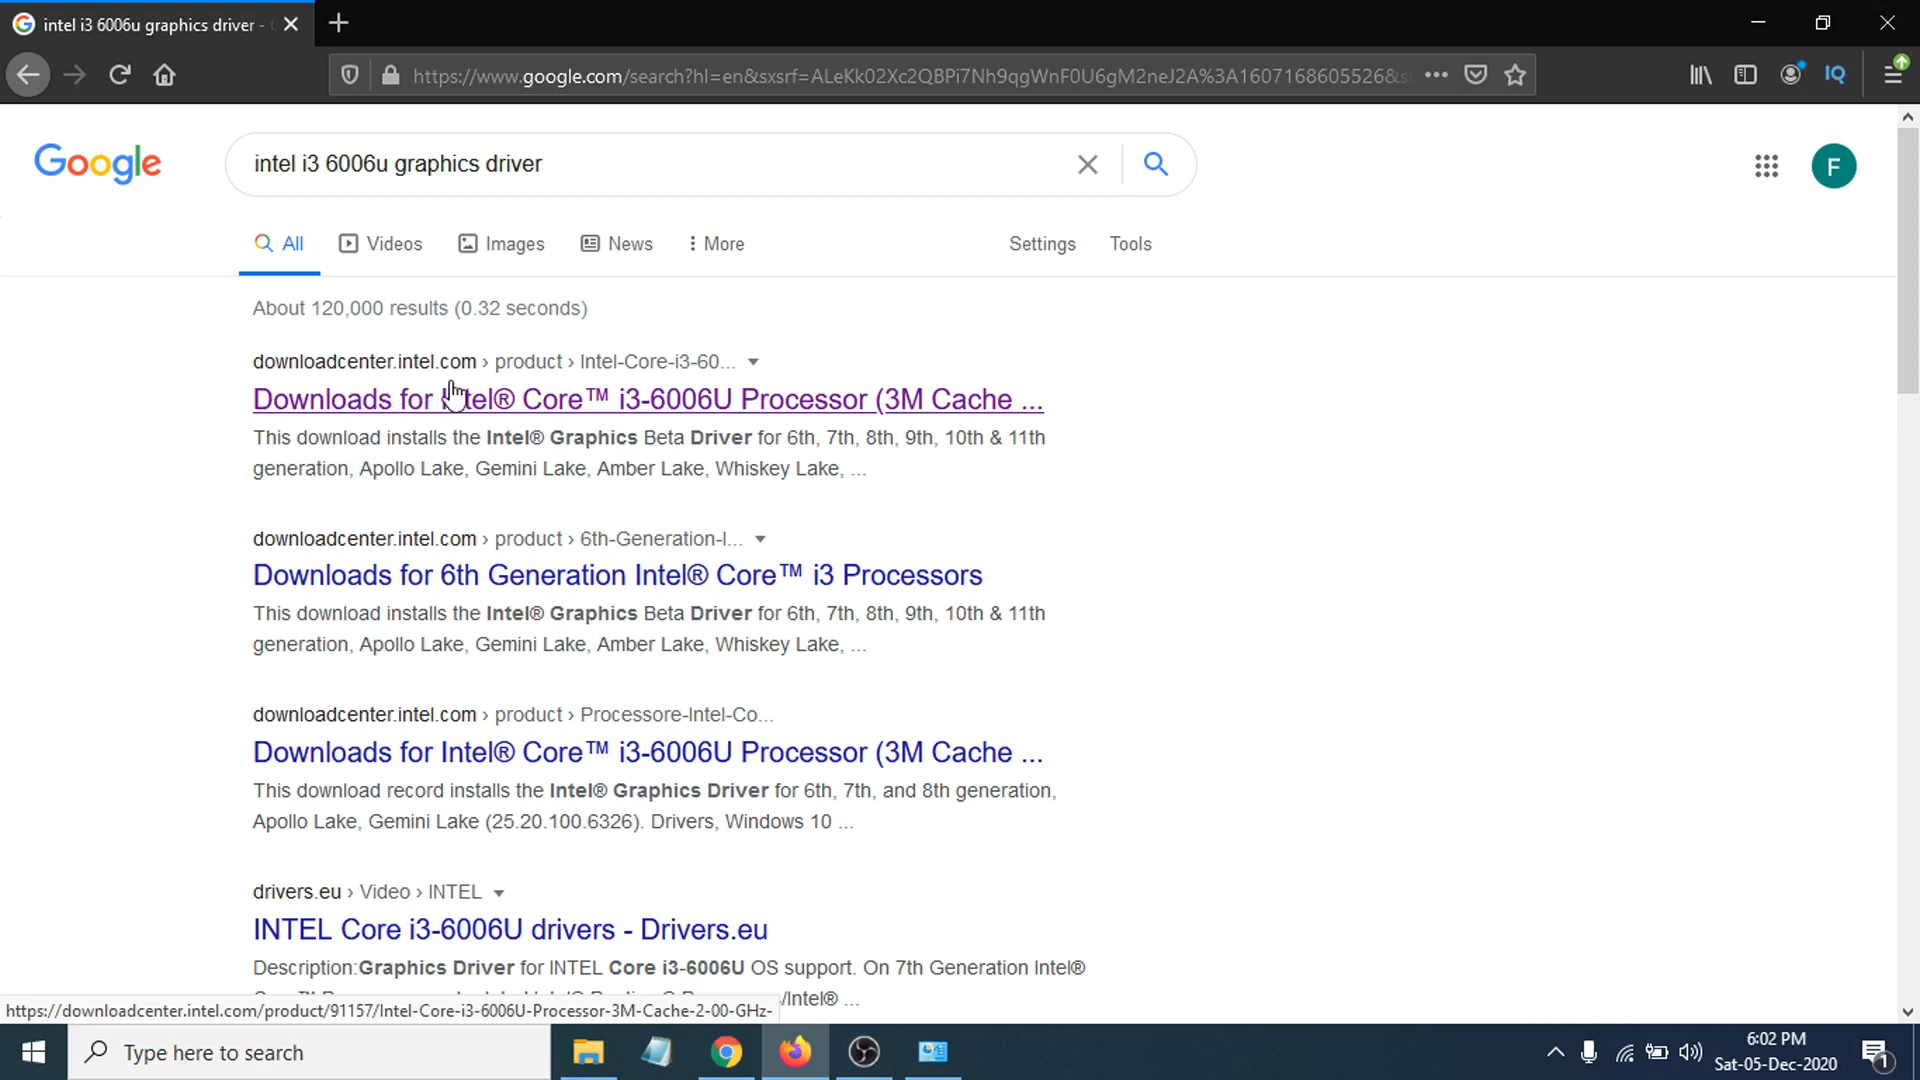 intel i3 6006u graphics driver -
https://www.google.com/search?hl=en&sxsrf=ALeKk02Xc2QBPi7Nh9qgWnF0U6gM2neJ2A%3A1607168605526&s
IQ
Google
intel i3 6006u graphics driver
F
All Videos Images News More Settings Tools
About 120,000 results (0.32 seconds)
downloadcenter.intel.com › product › Intel-Core-i3-60...
Downloads for Intel® Core™ i3-6006U Processor (3M Cache ...
This download installs the Intel® Graphics Beta Driver for 6th, 7th, 8th, 9th, 10th & 11th
generation, Apollo Lake, Gemini Lake, Amber Lake, Whiskey Lake, ...
downloadcenter.intel.com › product › 6th-Generation-I...
Downloads for 6th Generation Intel® Core™ i3 Processors
This download installs the Intel® Graphics Beta Driver for 6th, 7th, 8th, 9th, 10th & 11th
generation, Apollo Lake, Gemini Lake, Amber Lake, Whiskey Lake, ...
downloadcenter.intel.com › product › Processore-Intel-Co...
Downloads for Intel® Core™ i3-6006U Processor (3M Cache ...
This download record installs the Intel® Graphics Driver for 6th, 7th, and 8th generation,
Apollo Lake, Gemini Lake (25.20.100.6326). Drivers, Windows 10 ...
drivers.eu › Video › INTEL
INTEL Core i3-6006U drivers - Drivers.eu
Description:Graphics Driver for INTEL Core i3-6006U OS support. On 7th Generation Intel®
/Intel® ...
https://downloadcenter.intel.com/product/91157/Intel-Core-i3-6006U-Processor-3M-Cache-2-00-GHz-
Type here to search
6:02 PM
Sat-05-Dec-2020
1